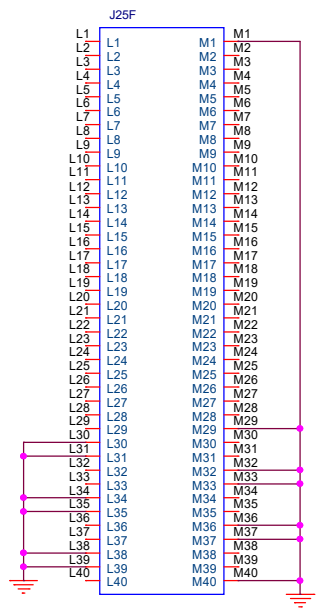 J25F
L1 L1 M1 M1
L2 L2 M2 M2
L3 L3 M3 M3
L4 L4 M4 M4
L5 L5 M5 M5
L6 L6 M6 M6
L7 L7 M7 M7
L8 L8 M8 M8
L9 L9 M9 M9
L10 L10 M10 M10
L11 L11 M11 M11
L12 L12 M12 M12
L13 L13 M13 M13
L14 L14 M14 M14
L15 L15 M15 M15
L16 L16 M16 M16
L17 L17 M17 M17
L18 L18 M18 M18
L19 L19 M19 M19
L20 L20 M20 M20
L21 L21 M21 M21
L22 L22 M22 M22
L23 L23 M23 M23
L24 L24 M24 M24
L25 L25 M25 M25
L26 L26 M26 M26
L27 L27 M27 M27
L28 L28 M28 M28
L29 L29 M29 M29
L30 L30 M30 M30
L31 L31 M31 M31
L32 L32 M32 M32
L33 L33 M33 M33
L34 L34 M34 M34
L35 L35 M35 M35
L36 L36 M36 M36
L37 L37 M37 M37
L38 L38 M38 M38
L39 L39 M39 M39
L40 L40 M40 M40